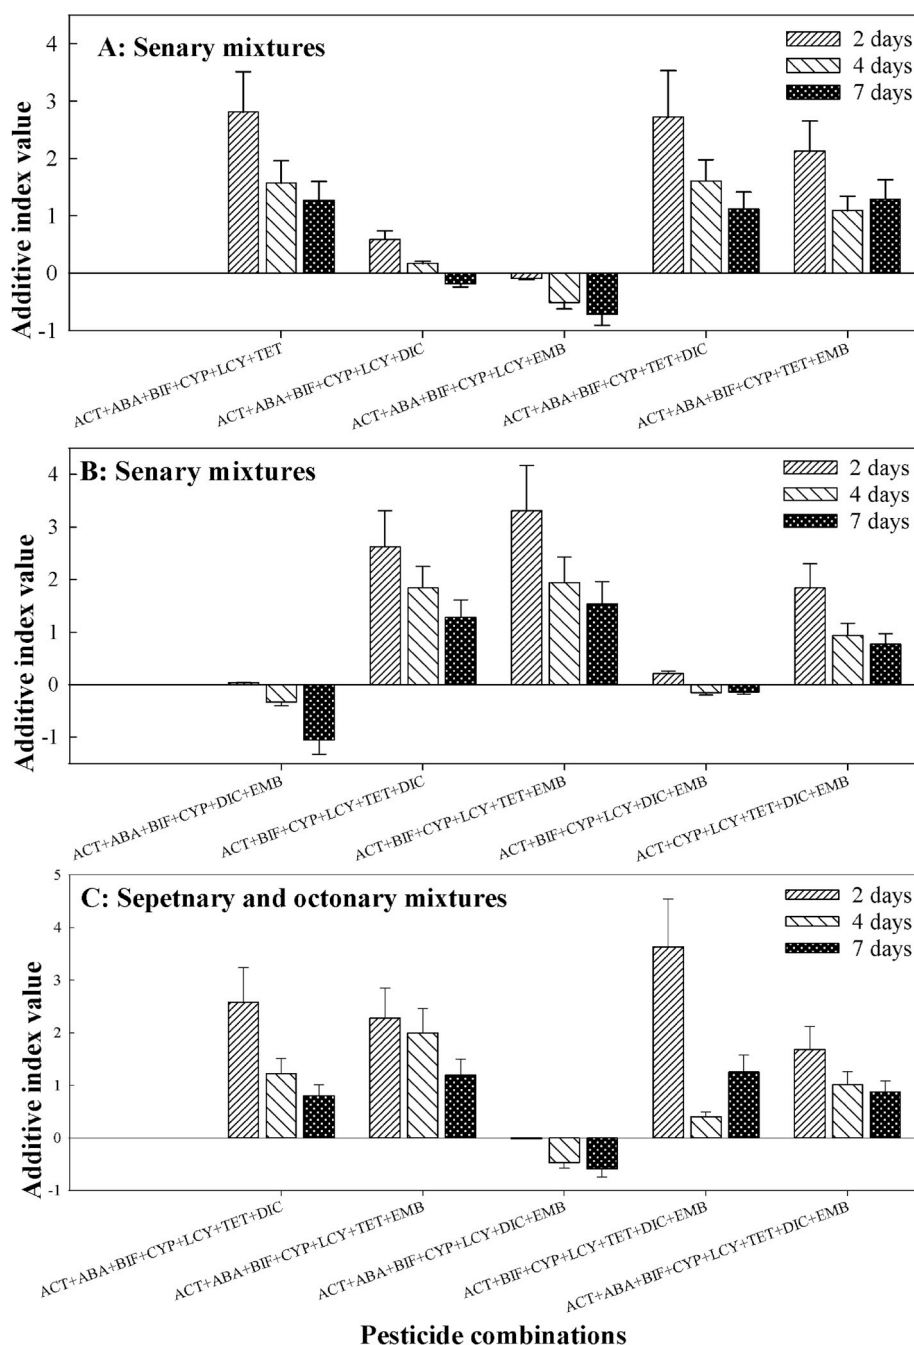 A: Senary mixtures
2 days
4 days
7 days
Additive index value
4
3
2
1
0
-1
ACT+ABA+BIF+CYP+LCY+TET
ACT+ABA+BIF+CYP+LCY+DIC
ACT+ABA+BIF+CYP+LCY+EMB
ACT+ABA+BIF+CYP+TET+DIC
ACT+ABA+BIF+CYP+TET+EMB
B: Senary mixtures
2 days
4 days
7 days
Additive index value
4
3
2
1
0
-1
ACT+ABA+BIF+CYP+DIC+EMB
ACT+BIF+CYP+LCY+TET+DIC
ACT+BIF+CYP+LCY+TET+EMB
ACT+BIF+CYP+LCY+DIC+EMB
ACT+CYP+LCY+TET+DIC+EMB
C: Sepetnary and octonary mixtures
2 days
4 days
7 days
Additive index value
5
4
3
2
1
0
-1
ACT+ABA+BIF+CYP+LCY+TET+DIC
ACT+ABA+BIF+CYP+LCY+TET+EMB
ACT+ABA+BIF+CYP+LCY+DIC+EMB
ACT+BIF+CYP+LCY+TET+DIC+EMB
ACT+ABA+BIF+CYP+LCY+TET+DIC+EMB
Pesticide combinations